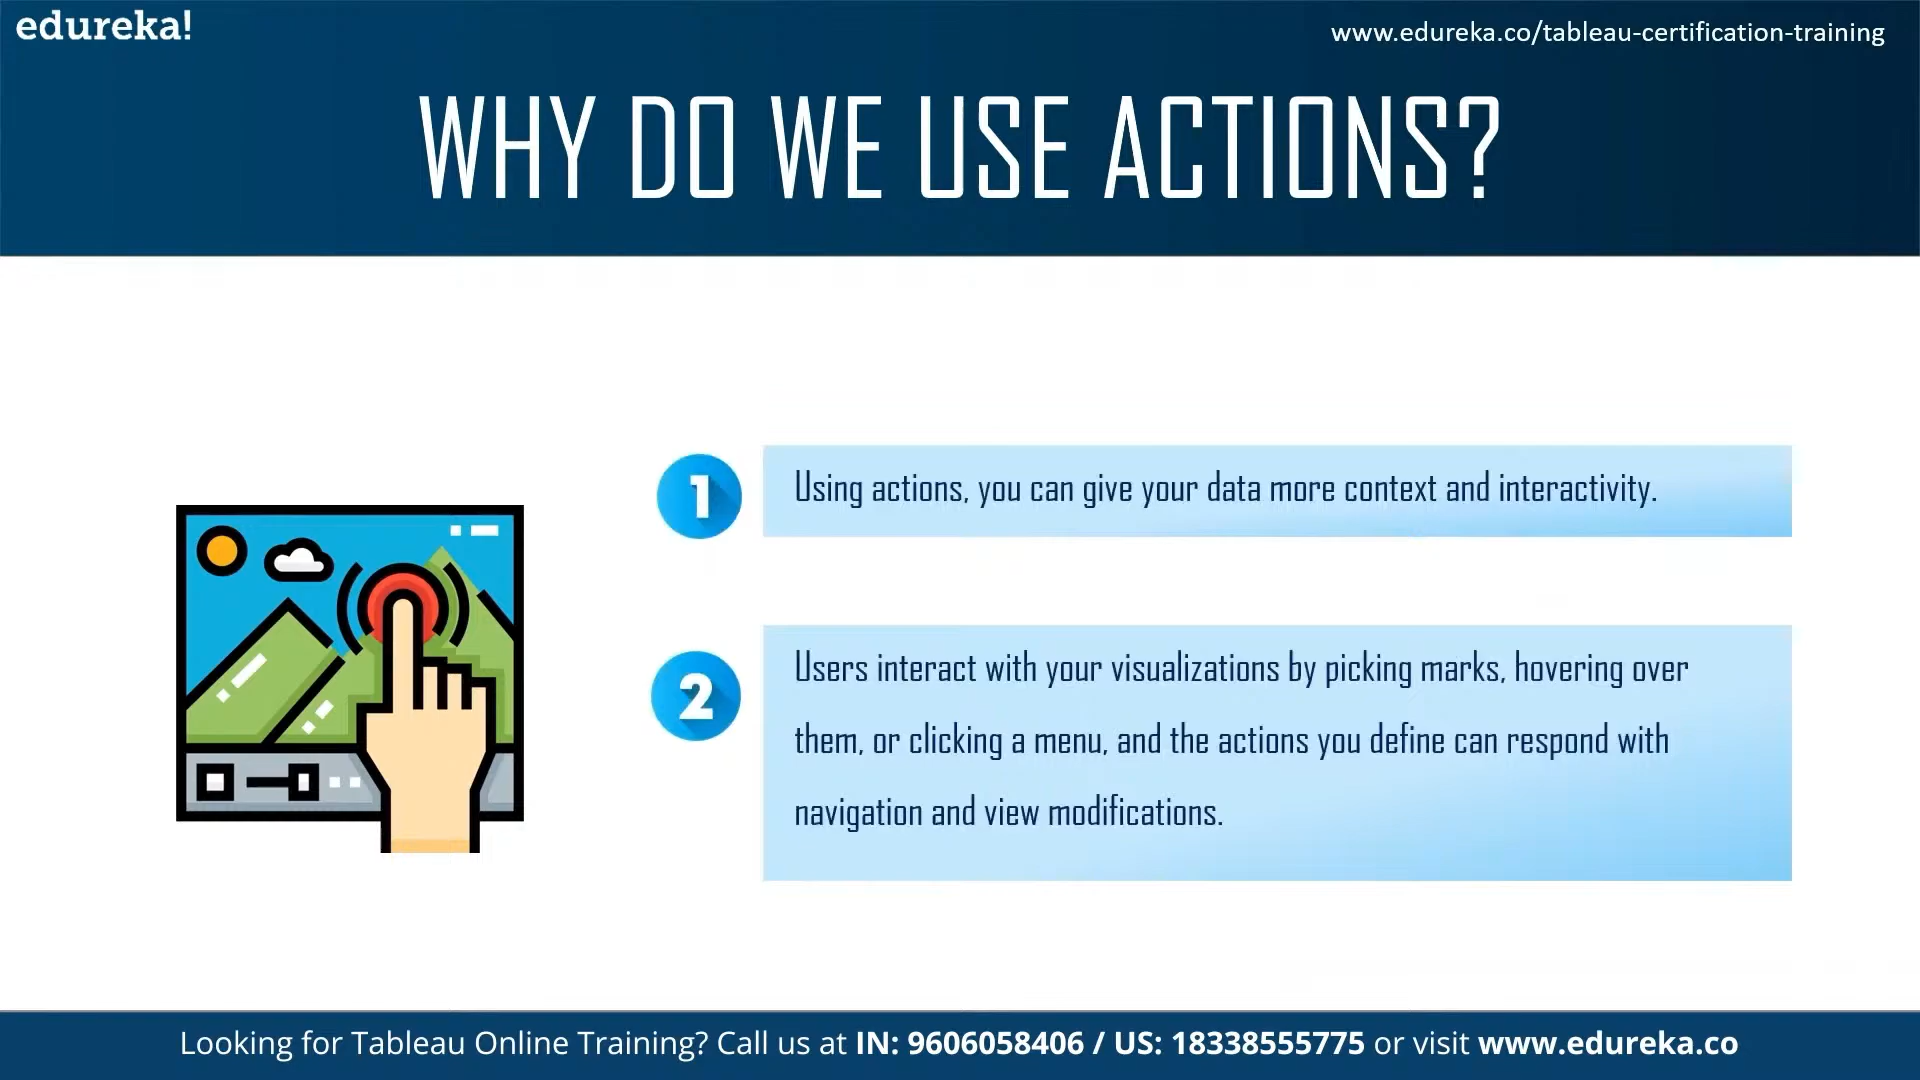 edureka!
www.edureka.co/tableau-certification-training
WHY DO WE USE ACTIONS?
1
Using actions, you can give your data more context and interactivity.
2
Users interact with your visualizations by picking marks, hovering over
them, or clicking a menu, and the actions you define can respond with
navigation and view modifications.
Looking for Tableau Online Training? Call us at IN: 9606058406 / US: 18338555775 or visit www.edureka.co